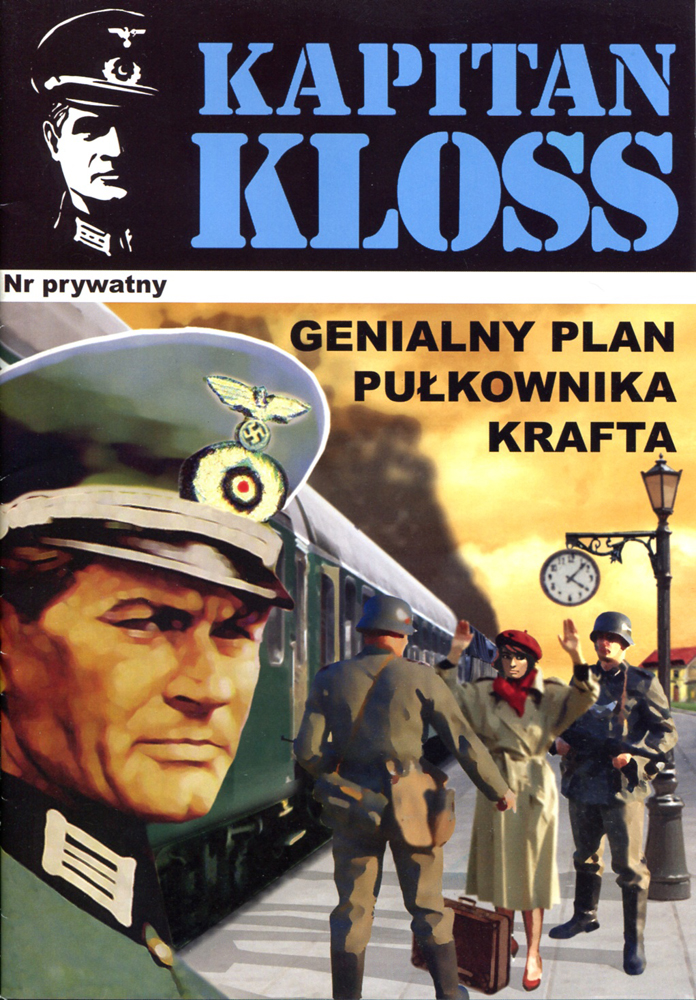 KAPITAN
KLOSS
Nr prywatny
GENIALNY PLAN
PUŁKOWNIKA
KRAFTA